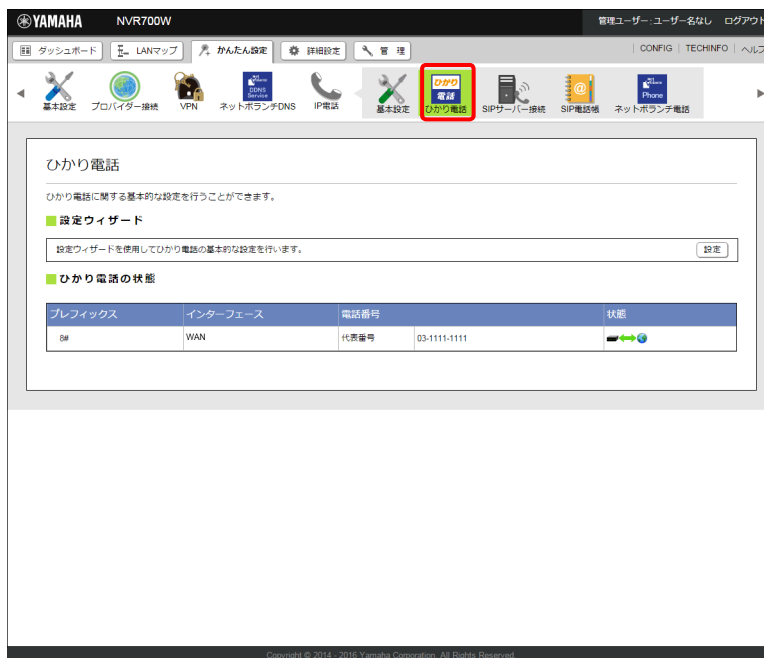 YAMAHA NVR700W 管理ユーザー:ユーザー名なし ログアウト
ダッシュボード LANマップ かんたん設定 詳細設定 管 理 CONFIG TECHINFO ヘルプ
DDNS Service ひかり 電話 @ Phone
基本設定 プロバイダー接続 VPN ネットボランチDNS IP電話 基本設定 ひかり電話 SIPサーバー接続 SIP電話帳 ネットボランチ電話
ひかり電話
ひかり電話に関する基本的な設定を行うことができます。
設定ウィザード
設定ウィザードを使用してひかり電話の基本的な設定を行います。 設定
ひかり電話の状態
プレフィックス インターフェース 電話番号 状態
8# WAN 代表番号 03-1111-1111
Copyright © 2014 - 2016 Yamaha Corporation. All Rights Reserved.